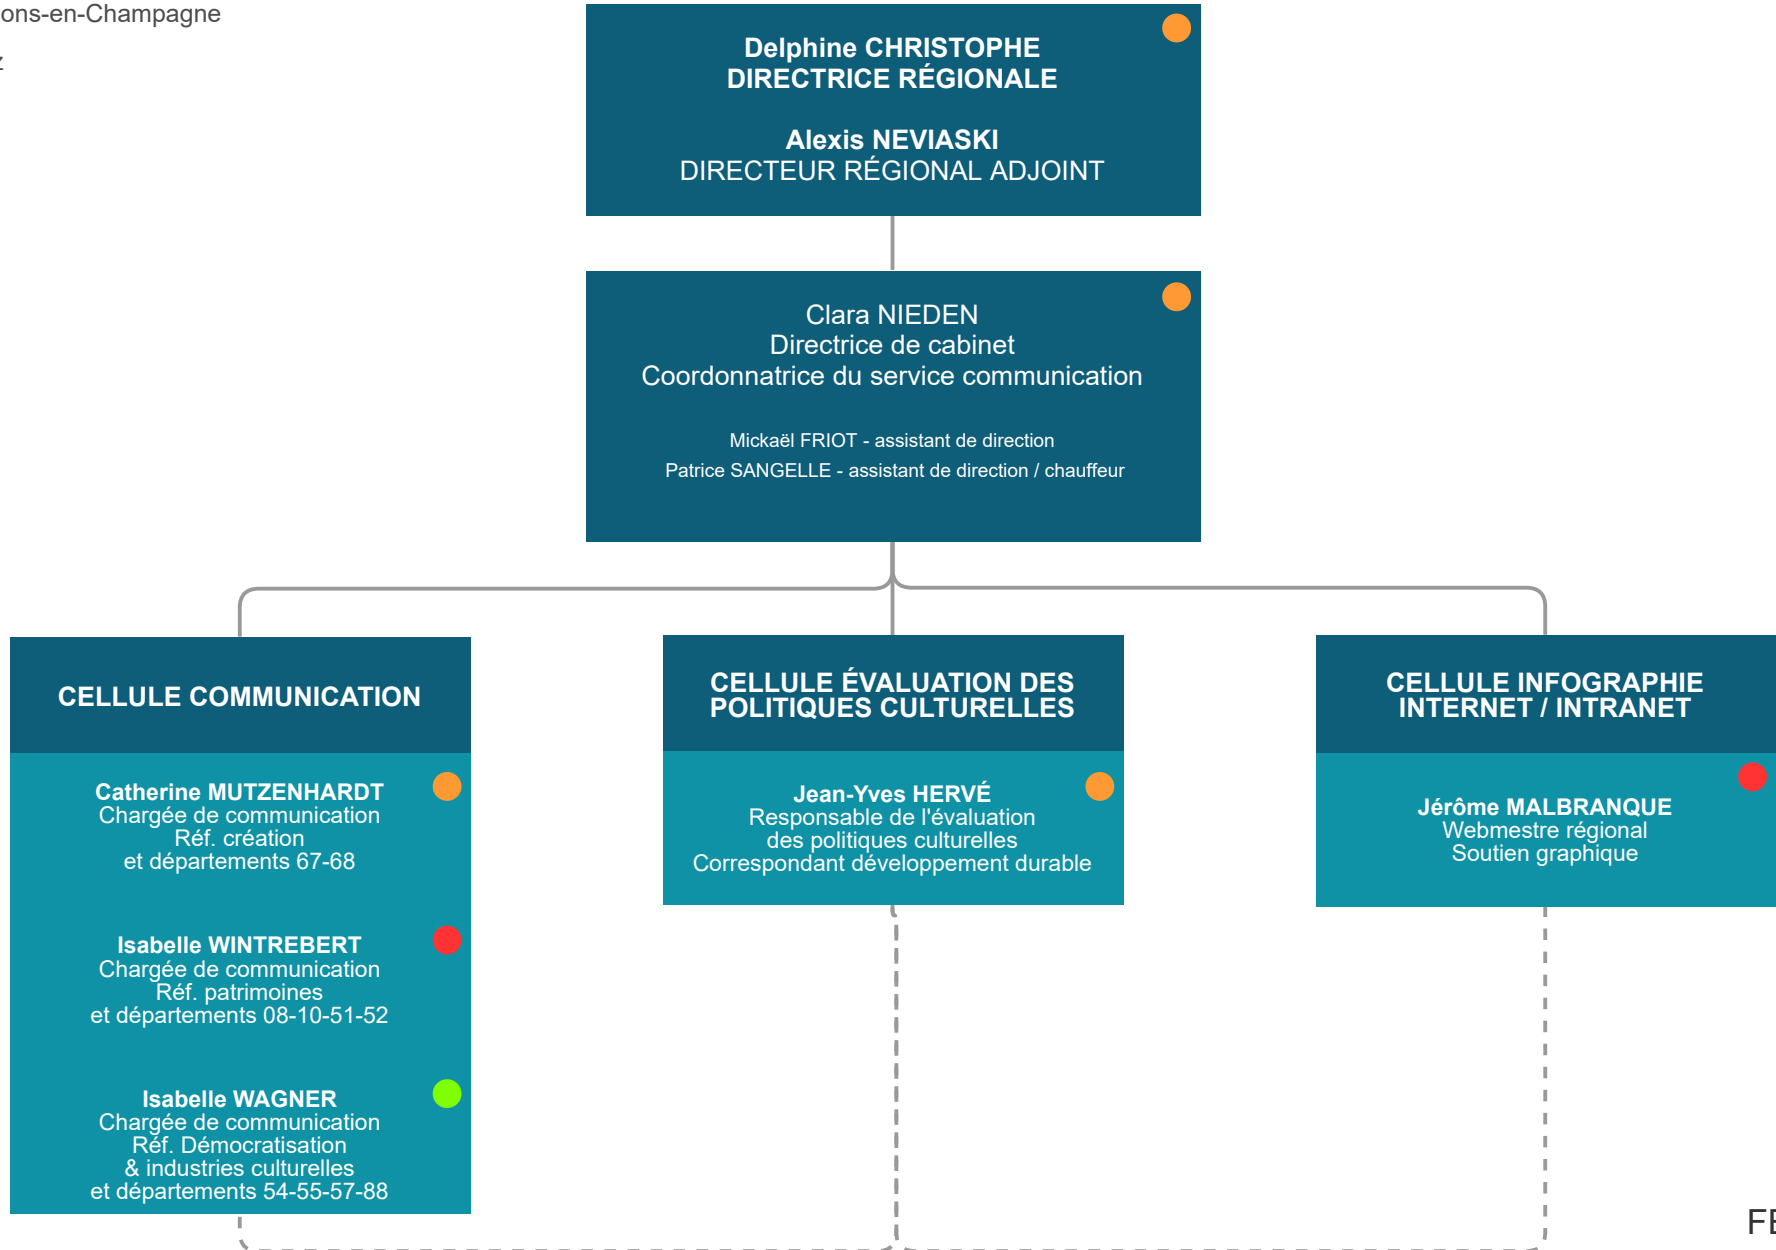 ons-en-Champagne
z
Delphine CHRISTOPHE
DIRECTRICE RÉGIONALE
Alexis NEVIASKI
DIRECTEUR RÉGIONAL ADJOINT
Clara NIEDEN
Directrice de cabinet
Coordonnatrice du service communication
Mickaël FRIOT - assistant de direction
Patrice SANGELLE - assistant de direction / chauffeur
CELLULE COMMUNICATION
Catherine MUTZENHARDT
Chargée de communication
Réf. création
et départements 67-68
Isabelle WINTREBERT
Chargée de communication
Réf. patrimoines
et départements 08-10-51-52
Isabelle WAGNER
Chargée de communication
Réf. Démocratisation
& industries culturelles
et départements 54-55-57-88
CELLULE ÉVALUATION DES
POLITIQUES CULTURELLES
Jean-Yves HERVÉ
Responsable de l'évaluation
des politiques culturelles
Correspondant développement durable
CELLULE INFOGRAPHIE
INTERNET / INTRANET
Jérôme MALBRANQUE
Webmestre régional
Soutien graphique